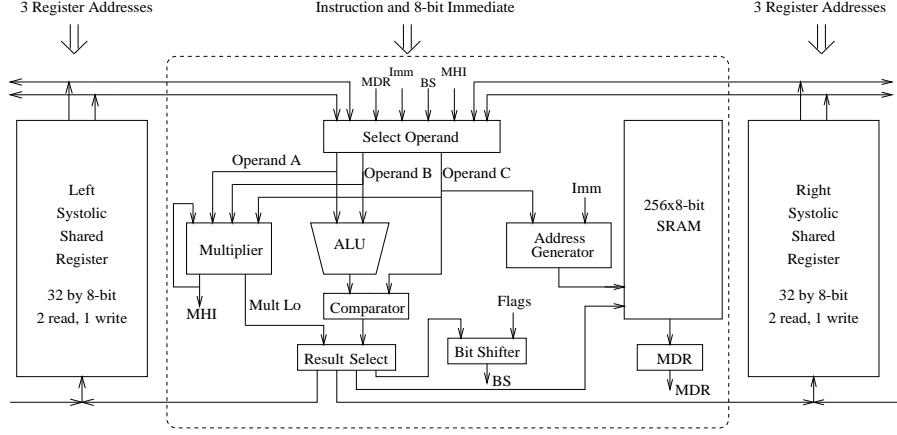 3 Register Addresses
Instruction and 8-bit Immediate
3 Register Addresses
MDR
Imm
BS
MHI
Select Operand
Operand A
Operand B
Operand C
Left
Systolic
Shared
Register
32 by 8-bit
2 read, 1 write
Multiplier
ALU
Imm
Address
Generator
256x8-bit
SRAM
Right
Systolic
Shared
Register
32 by 8-bit
2 read, 1 write
MHI
Mult Lo
Comparator
Flags
Result Select
Bit Shifter
MDR
BS
MDR